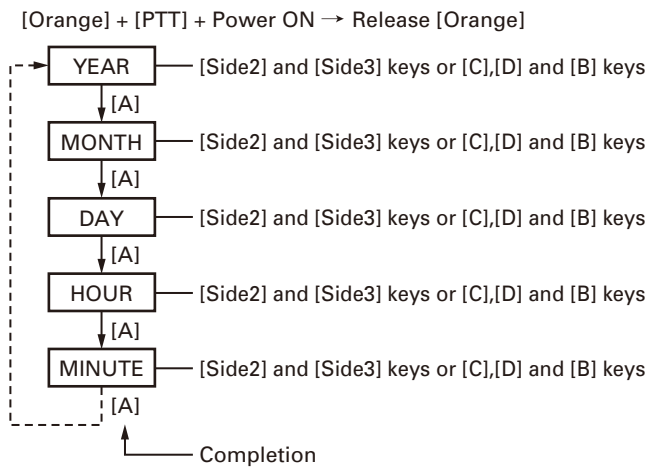 [Orange] + [PTT] + Power ON → Release [Orange]
YEAR [Side2] and [Side3] keys or [C],[D] and [B] keys
[A]
MONTH [Side2] and [Side3] keys or [C],[D] and [B] keys
[A]
DAY [Side2] and [Side3] keys or [C],[D] and [B] keys
[A]
HOUR [Side2] and [Side3] keys or [C],[D] and [B] keys
[A]
MINUTE [Side2] and [Side3] keys or [C],[D] and [B] keys
[A]
Completion